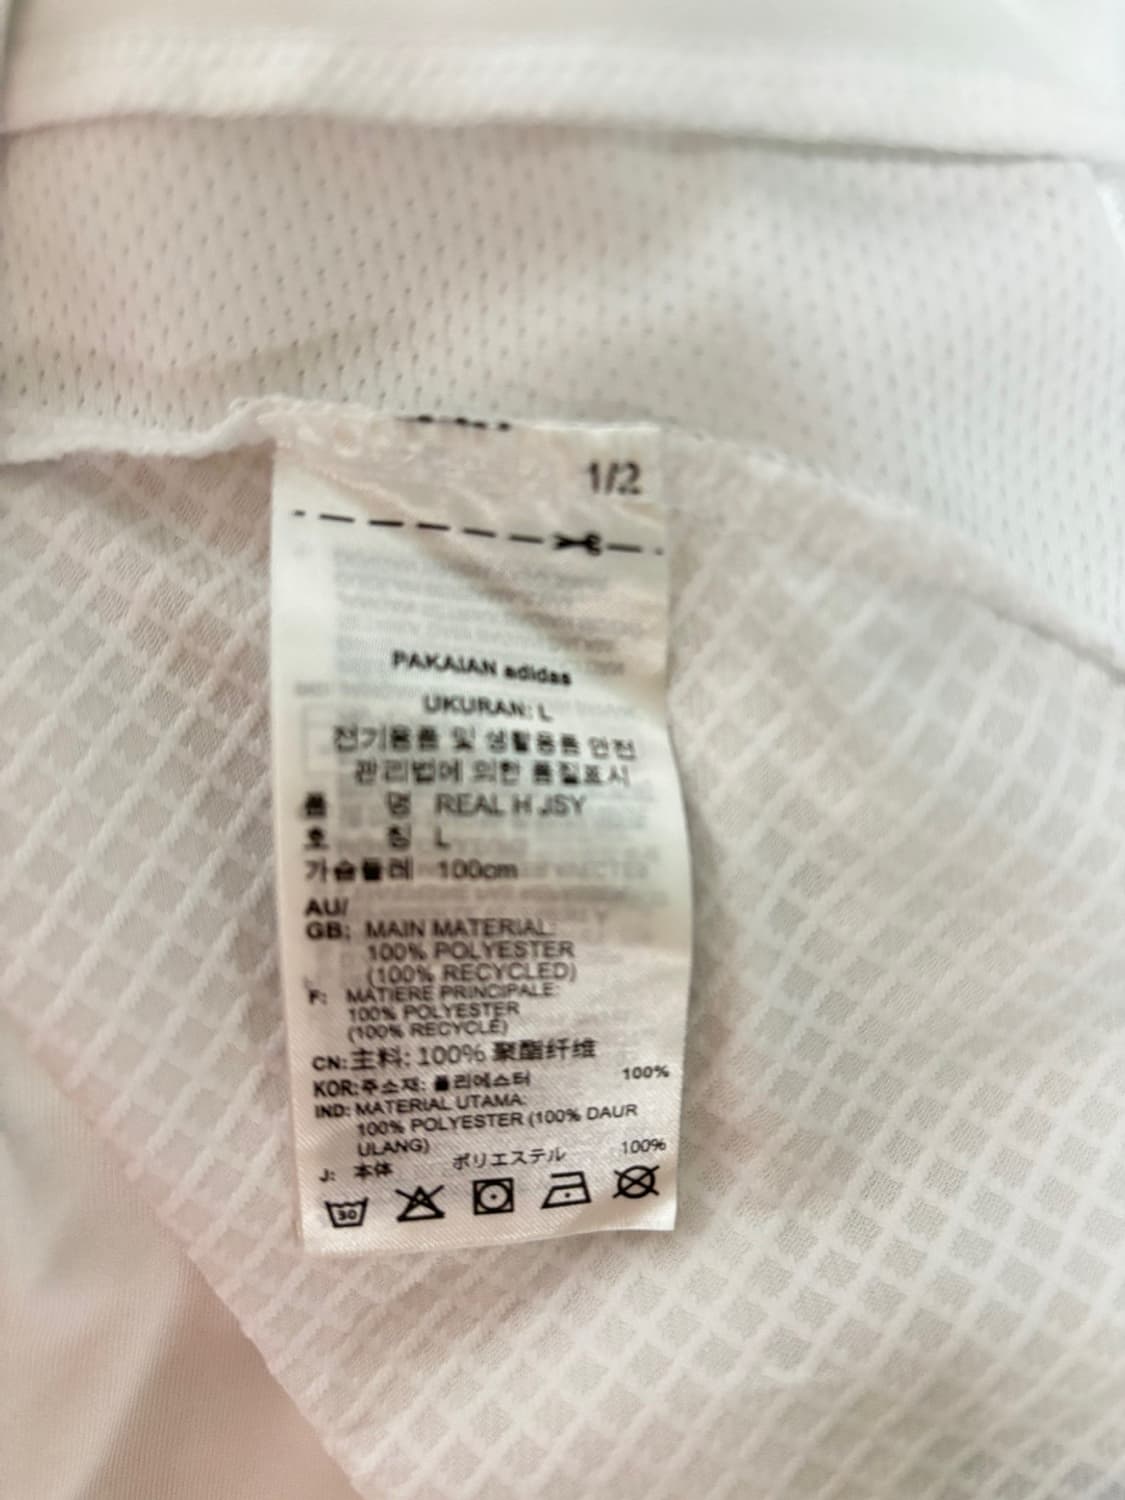 1/2
PAKAIAN adidas
UKURAN: L
전기용품 및 생활용품 안전
관리법에 의한 품질표시
품 명 REAL H JSY
호 칭 L
가슴둘레 100cm
AU/
GB: MAIN MATERIAL:
100% POLYESTER
(100% RECYCLED)
F: MATIERE PRINCIPALE:
100% POLYESTER
(100% RECYCLÉ)
CN: 主料: 100% 聚酯纤维
KOR: 주소재: 폴리에스터 100%
IND: MATERIAL UTAMA:
100% POLYESTER (100% DAUR
ULANG)
J: 本体 ポリエステル 100%
30